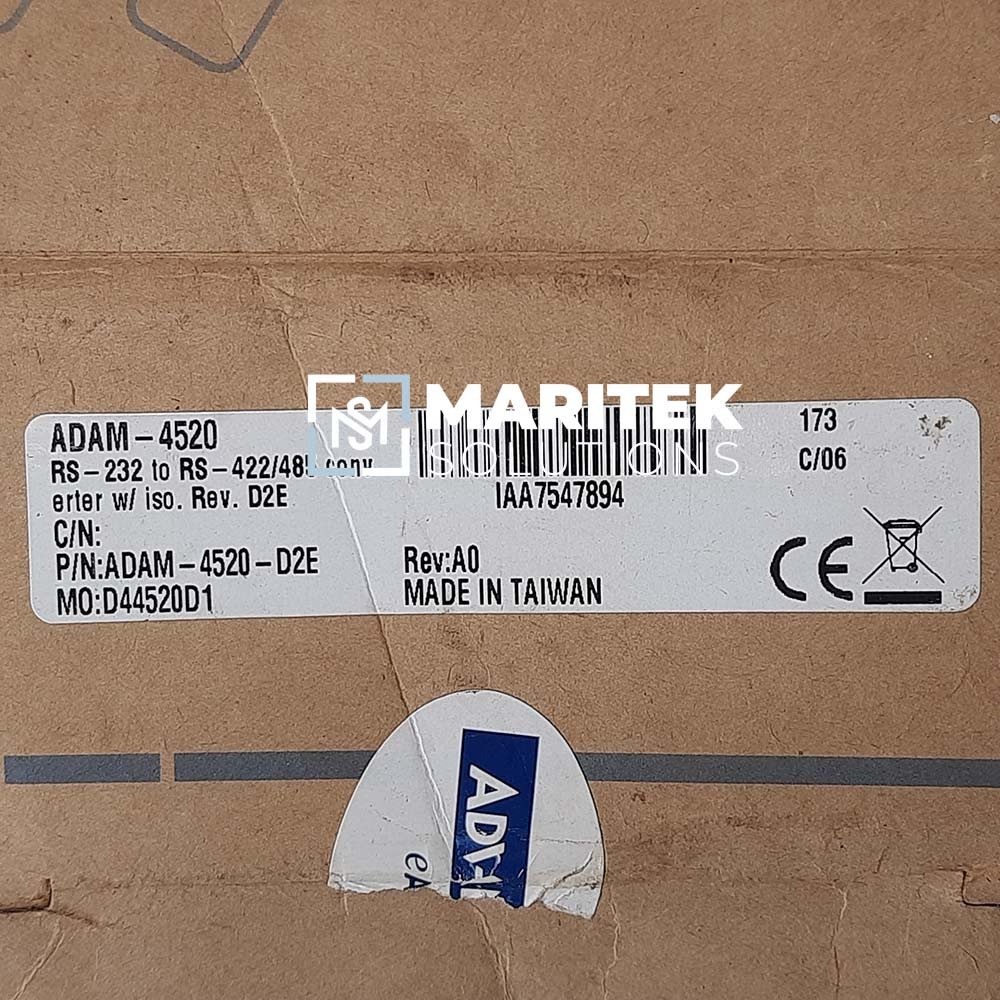 MARITEK
SOLUTIONS
ADAM-4520
RS-232 to RS-422/485 conv
erter w/ iso. Rev. D2E
C/N:
P/N:ADAM-4520-D2E
MO:D44520D1
IAA7547894
Rev:A0
MADE IN TAIWAN
173
C/06
CE